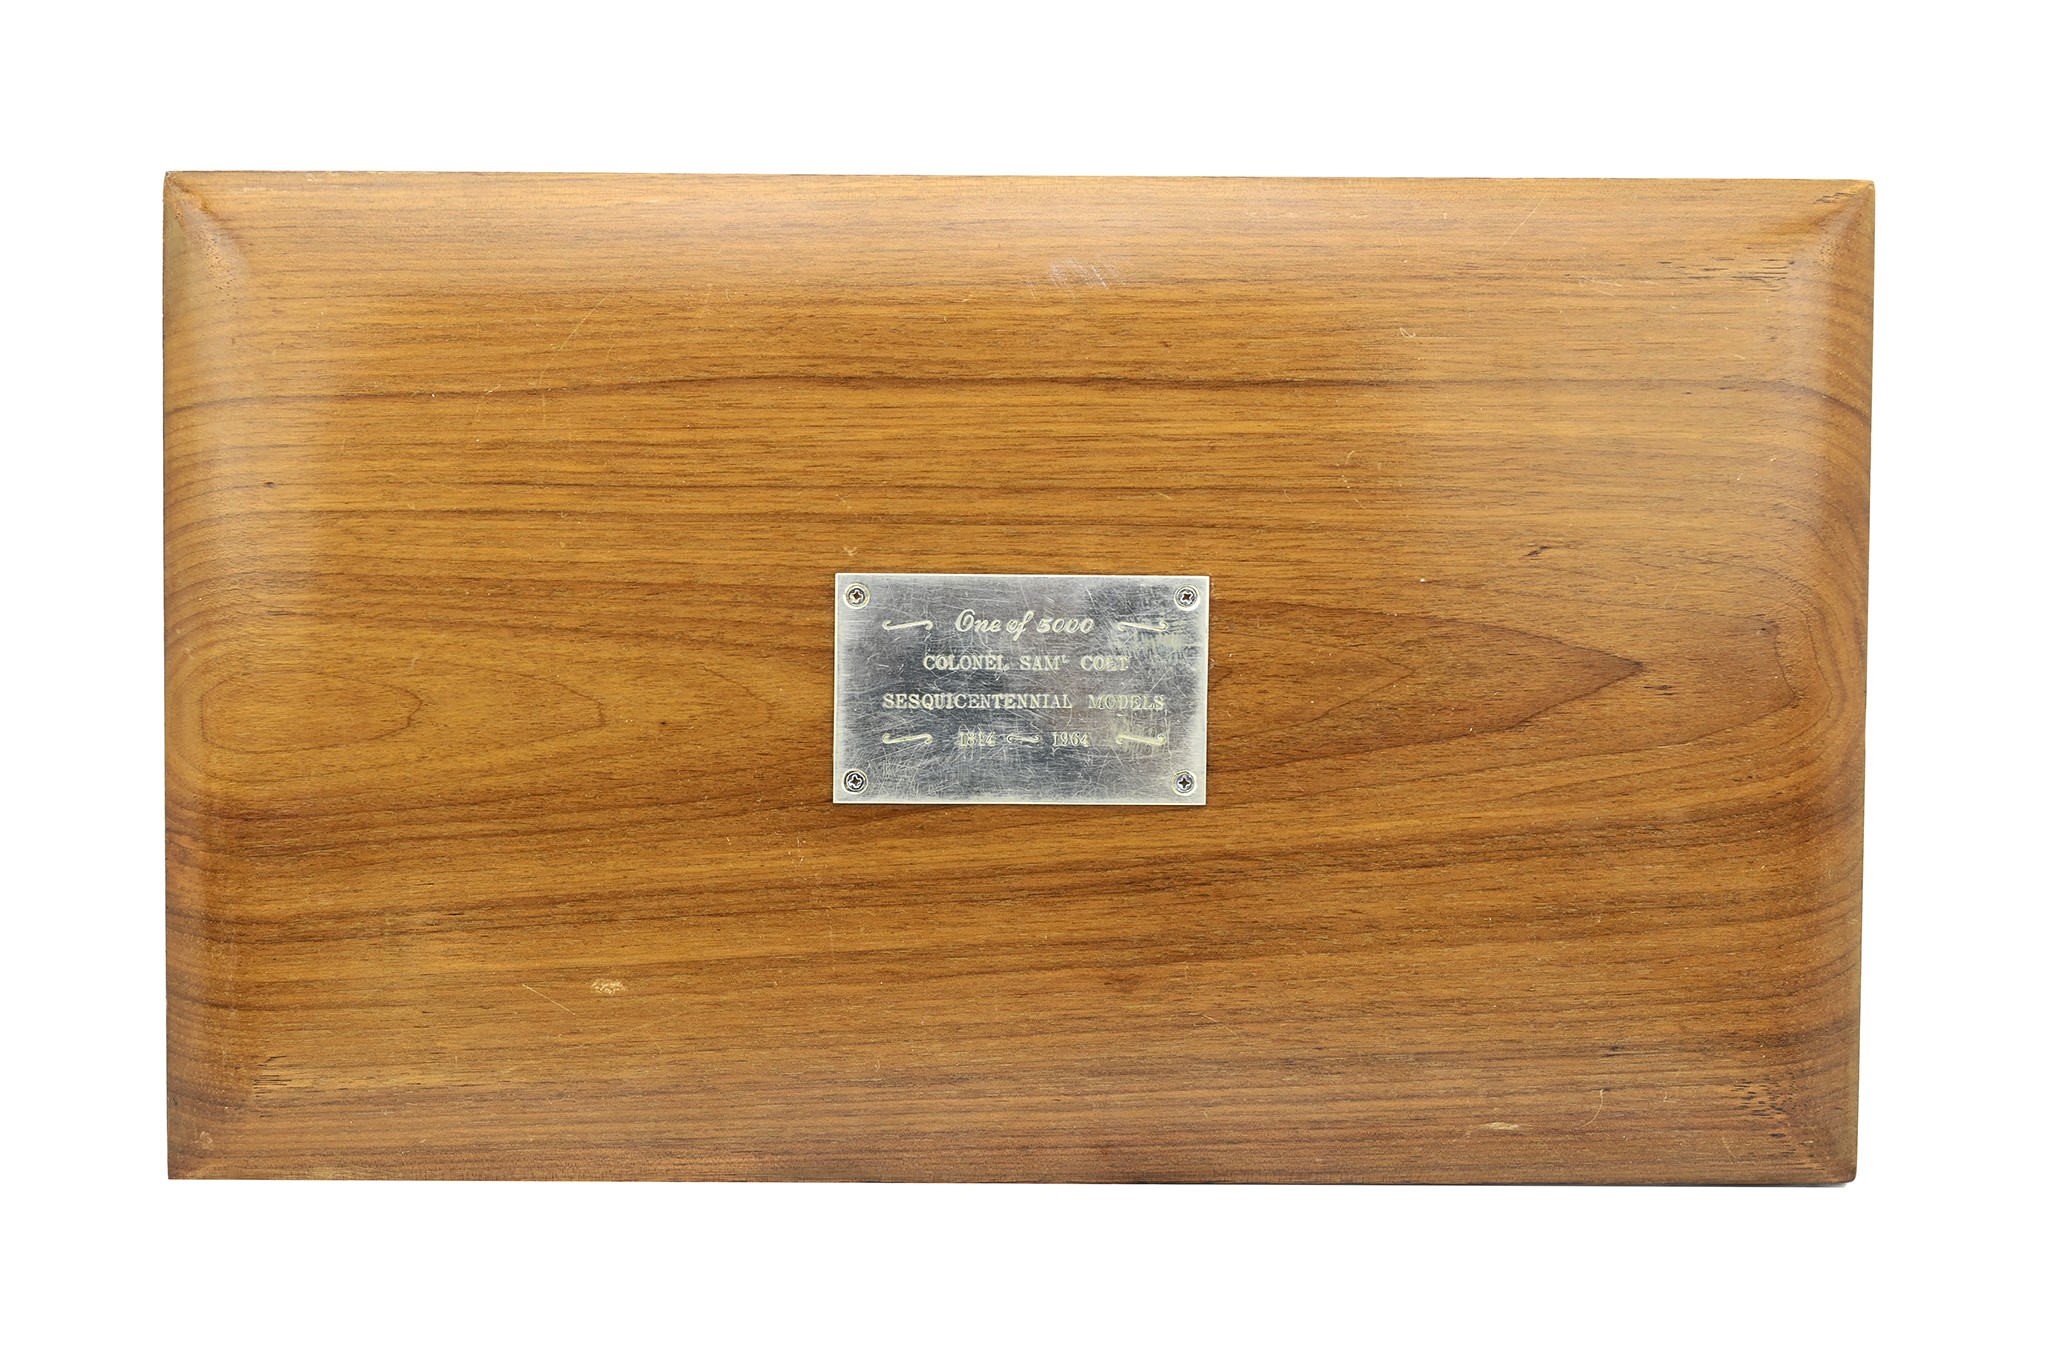 One of 5000
COLONEL SAMᴸ COLT
SESQUICENTENNIAL MODELS
1814 1964